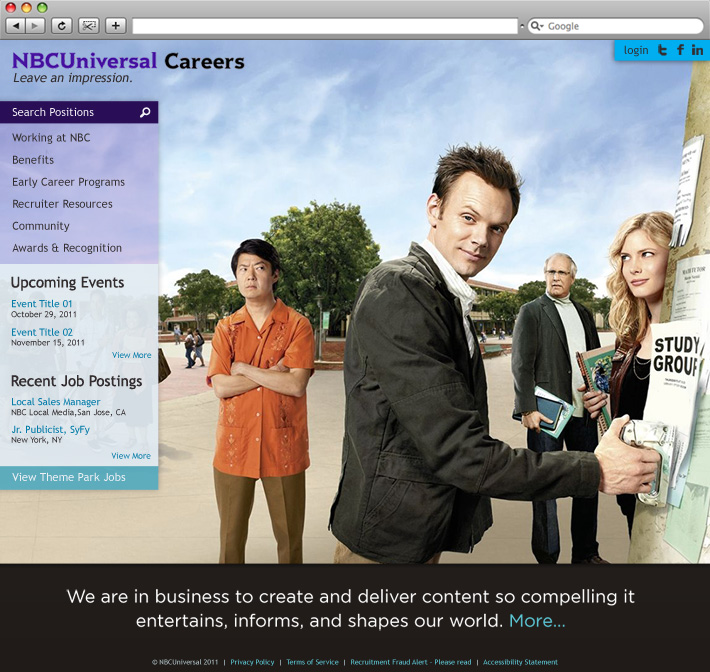 Google
NBCUniversal Careers
Leave an impression.
login
Search Positions
Working at NBC
Benefits
Early Career Programs
Recruiter Resources
Community
Awards & Recognition
Upcoming Events
Event Title 01
October 29, 2011
Event Title 02
November 15, 2011
View More
Recent Job Postings
Local Sales Manager
NBC Local Media,San Jose, CA
Jr. Publicist, SyFy
New York, NY
View More
View Theme Park Jobs
STUDY
GROUP
We are in business to create and deliver content so compelling it
entertains, informs, and shapes our world. More...
© NBCUniversal 2011 | Privacy Policy | Terms of Service | Recruitment Fraud Alert - Please read | Accessibility Statement